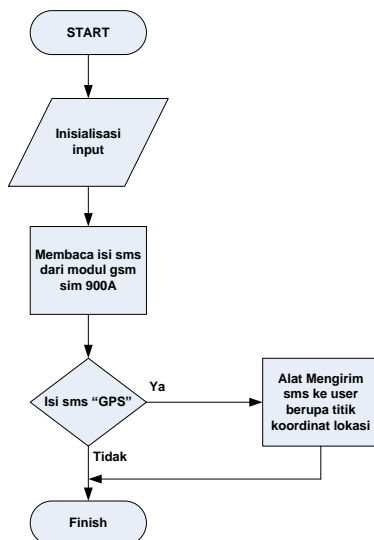 START
Inisialisasi
input
Membaca isi sms
dari modul gsm
sim 900A
Isi sms “GPS”
Ya
Alat Mengirim
sms ke user
berupa titik
koordinat lokasi
Tidak
Finish